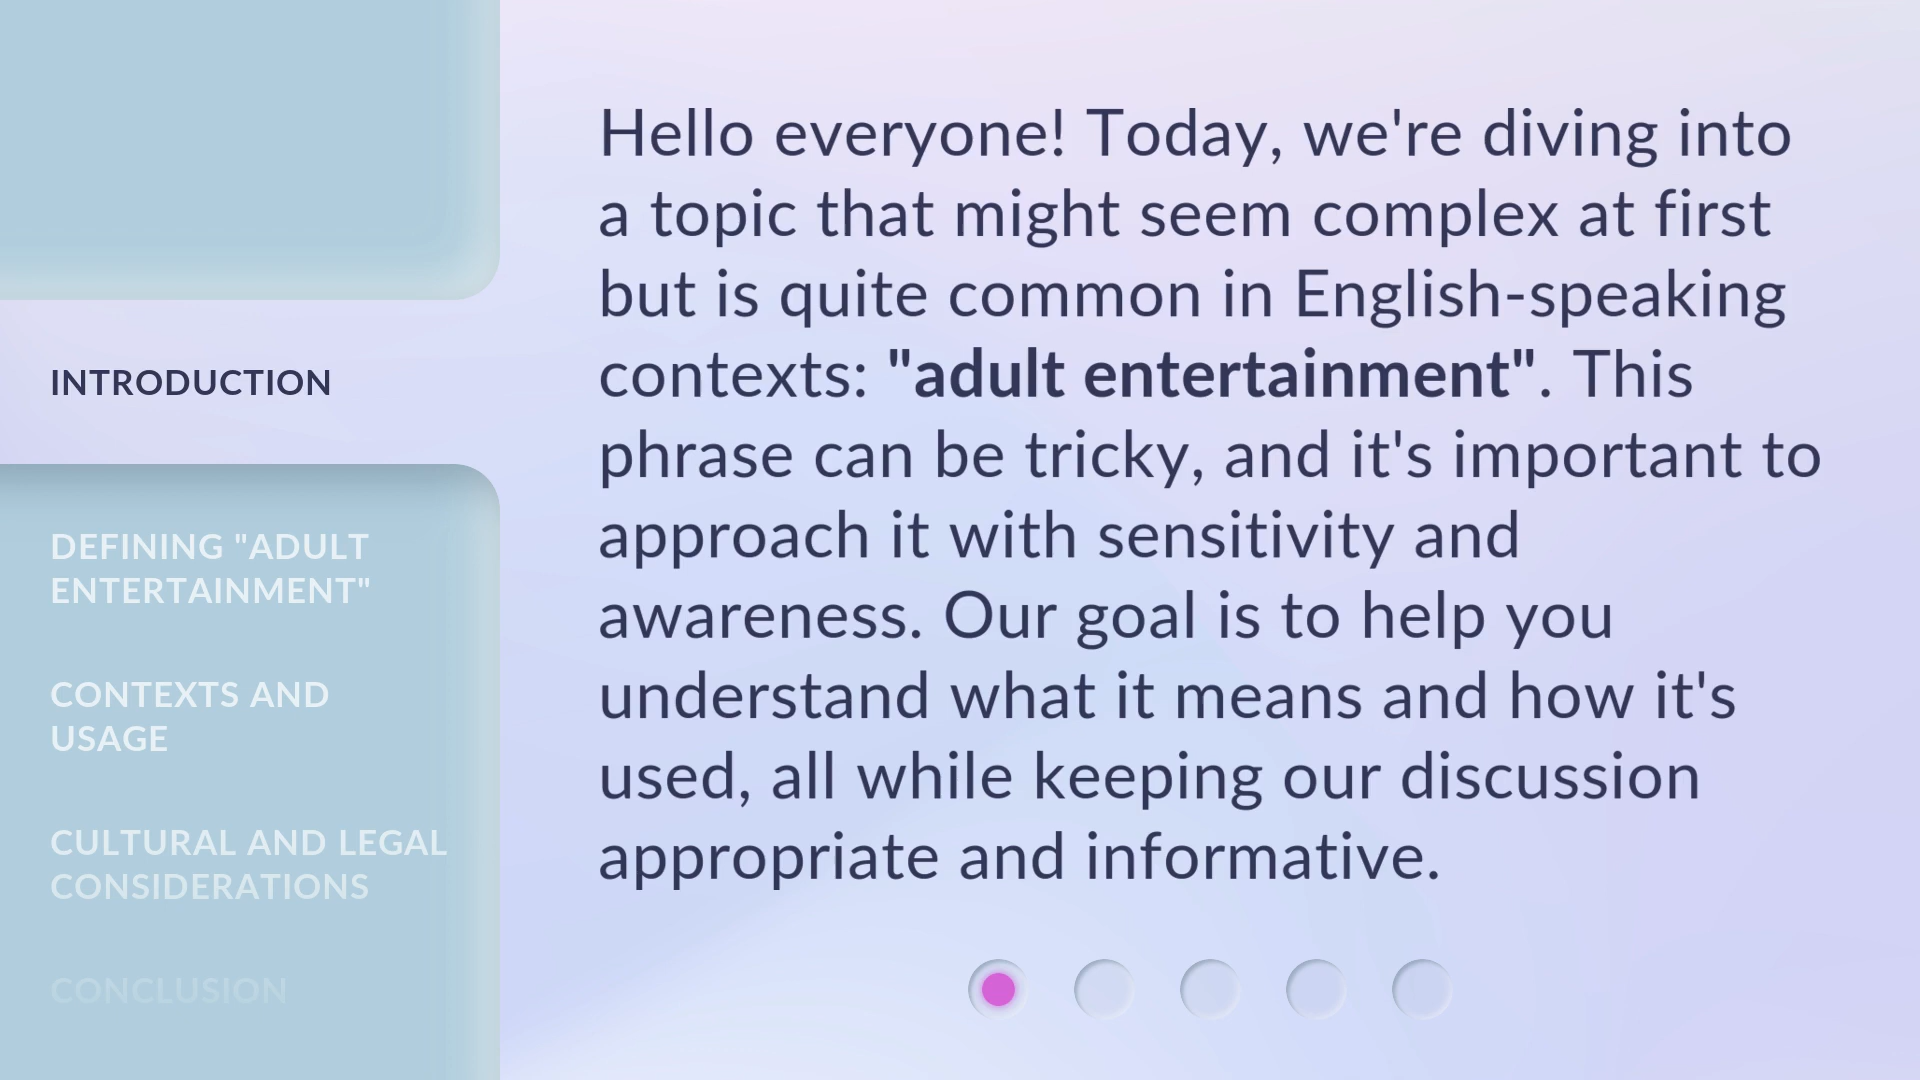 INTRODUCTION
DEFINING "ADULT
ENTERTAINMENT"
CONTEXTS AND
USAGE
CULTURAL AND LEGAL
CONSIDERATIONS
CONCLUSION
Hello everyone! Today, we're diving into
a topic that might seem complex at first
but is quite common in English-speaking
contexts: "adult entertainment". This
phrase can be tricky, and it's important to
approach it with sensitivity and
awareness. Our goal is to help you
understand what it means and how it's
used, all while keeping our discussion
appropriate and informative.